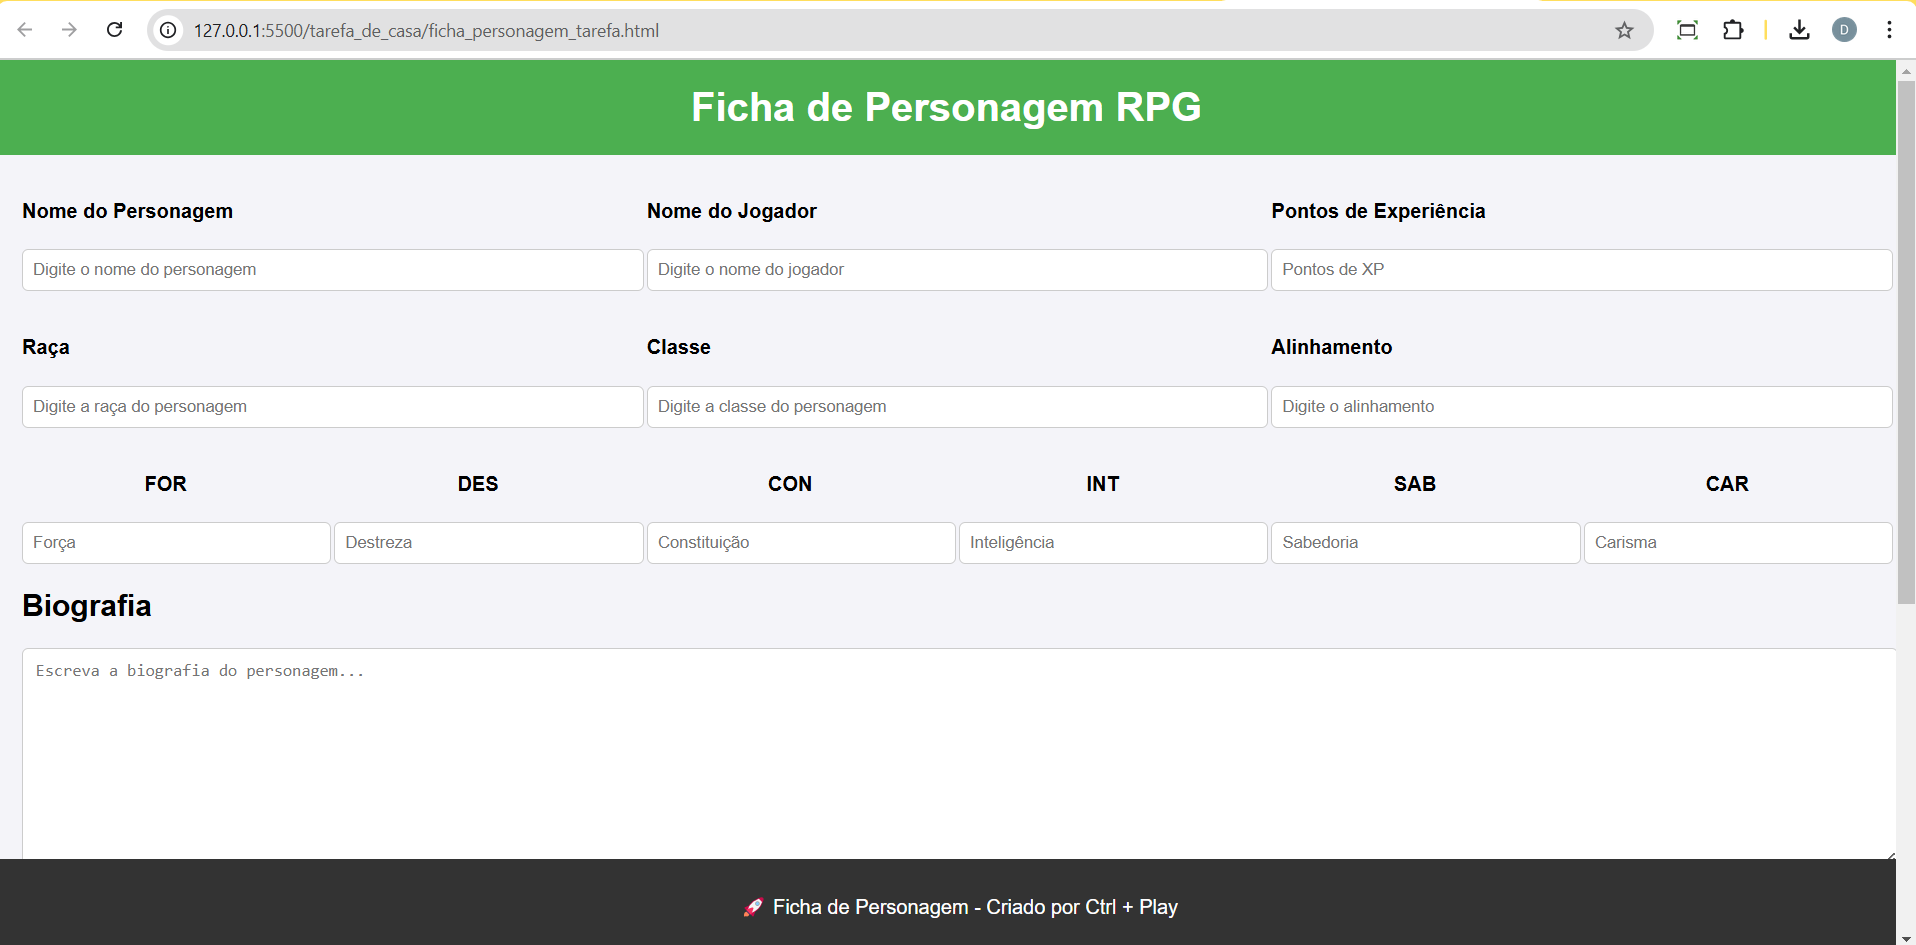 127.0.0.1:5500/tarefa_de_casa/ficha_personagem_tarefa.html
D
Ficha de Personagem RPG
Nome do Personagem Nome do Jogador Pontos de Experiência
Digite o nome do personagem Digite o nome do jogador Pontos de XP
Raça Classe Alinhamento
Digite a raça do personagem Digite a classe do personagem Digite o alinhamento
FOR DES CON INT SAB CAR
Força Destreza Constituição Inteligência Sabedoria Carisma
Biografia
Escreva a biografia do personagem...
🚀 Ficha de Personagem - Criado por Ctrl + Play